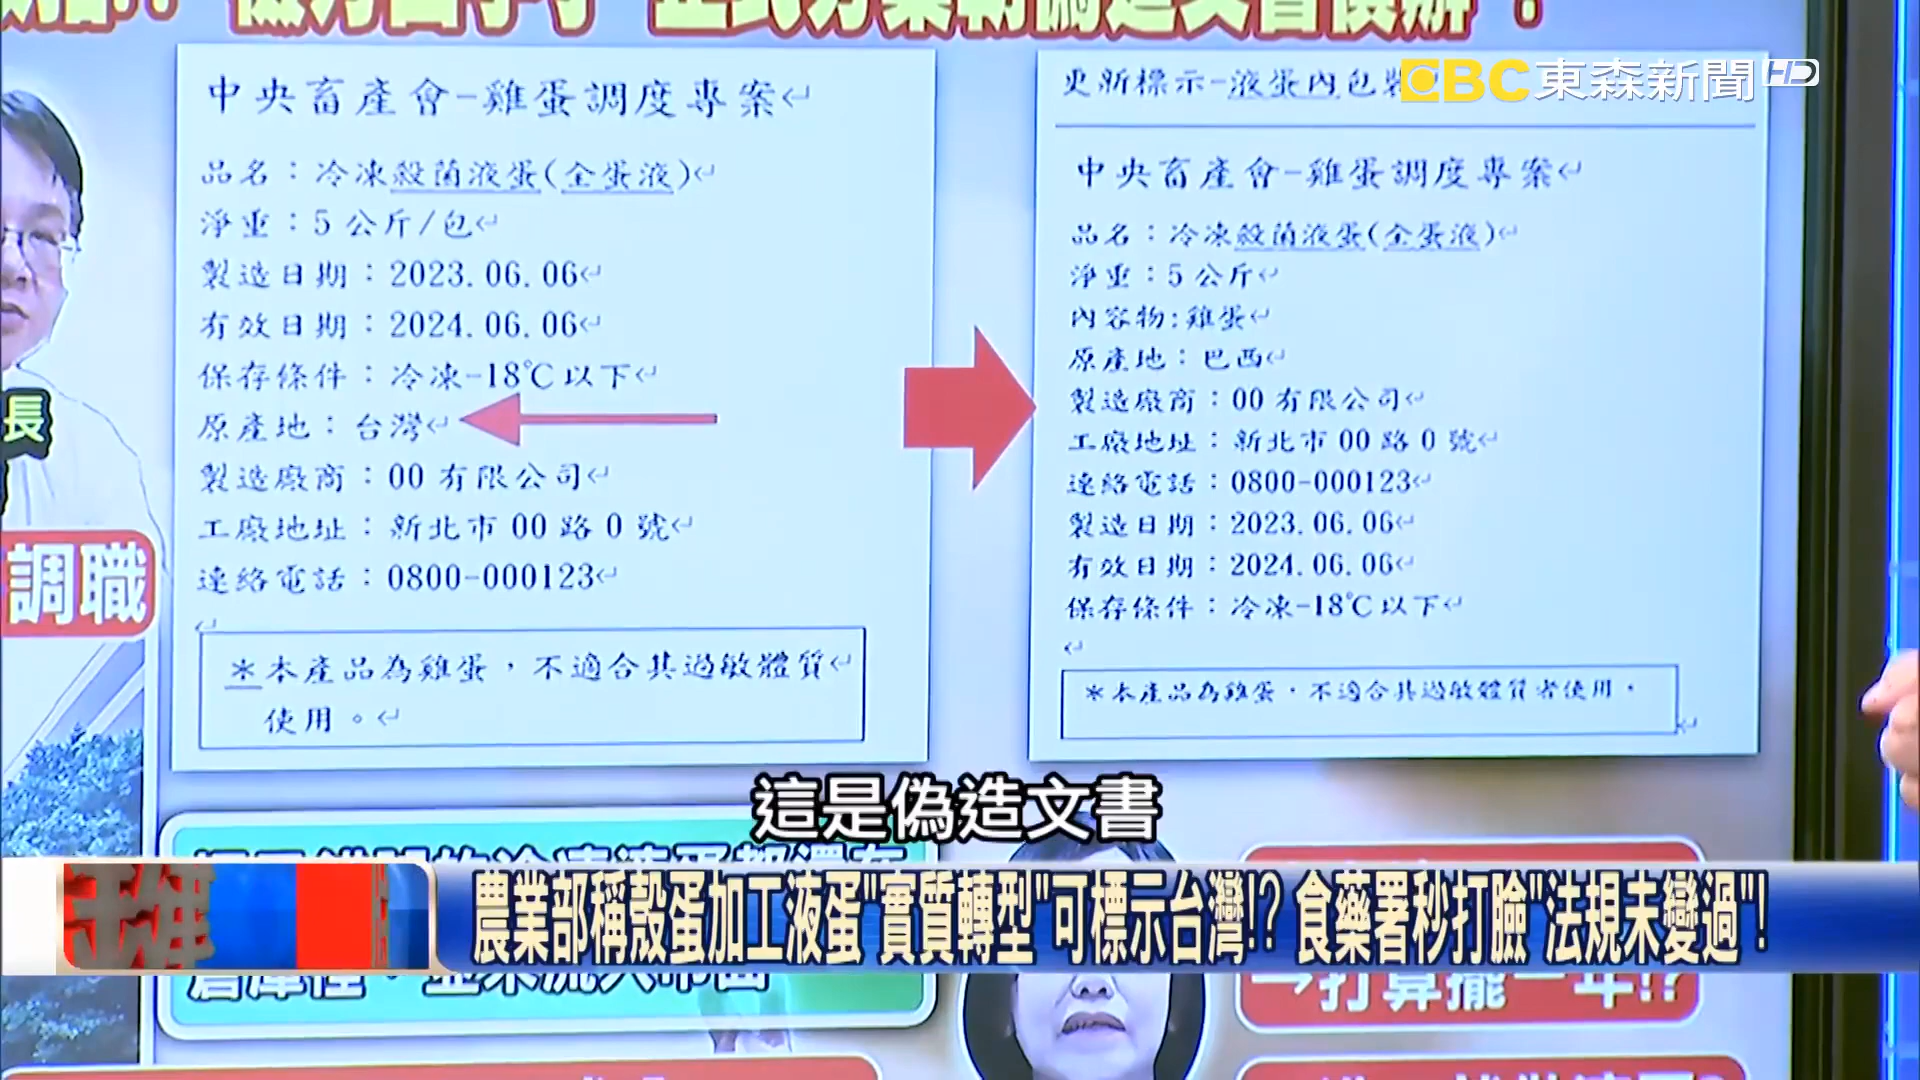 EBC 東森新聞 HD
中央畜產會-雞蛋調度專案
品名：冷凍殺菌液蛋(全蛋液)
淨重：5 公斤/包
製造日期：2023.06.06
有效日期：2024.06.06
保存條件：冷凍-18℃以下
原產地：台灣
製造廠商：00 有限公司
工廠地址：新北市 00 路 0 號
連絡電話：0800-000123
＊本產品為雞蛋，不適合其過敏體質
使用。
更新標示-液蛋內包裝
中央畜產會-雞蛋調度專案
品名：冷凍殺菌液蛋(全蛋液)
淨重：5 公斤
內容物:雞蛋
原產地：巴西
製造廠商：00 有限公司
工廠地址：新北市 00 路 0 號
連絡電話：0800-000123
製造日期：2023.06.06
有效日期：2024.06.06
保存條件：冷凍-18℃以下
＊本產品為雞蛋，不適合其過敏體質者使用。
長
調職
這是偽造文書
農業部稱殼蛋加工液蛋"實質轉型"可標示台灣!? 食藥署秒打臉"法規未變過"!